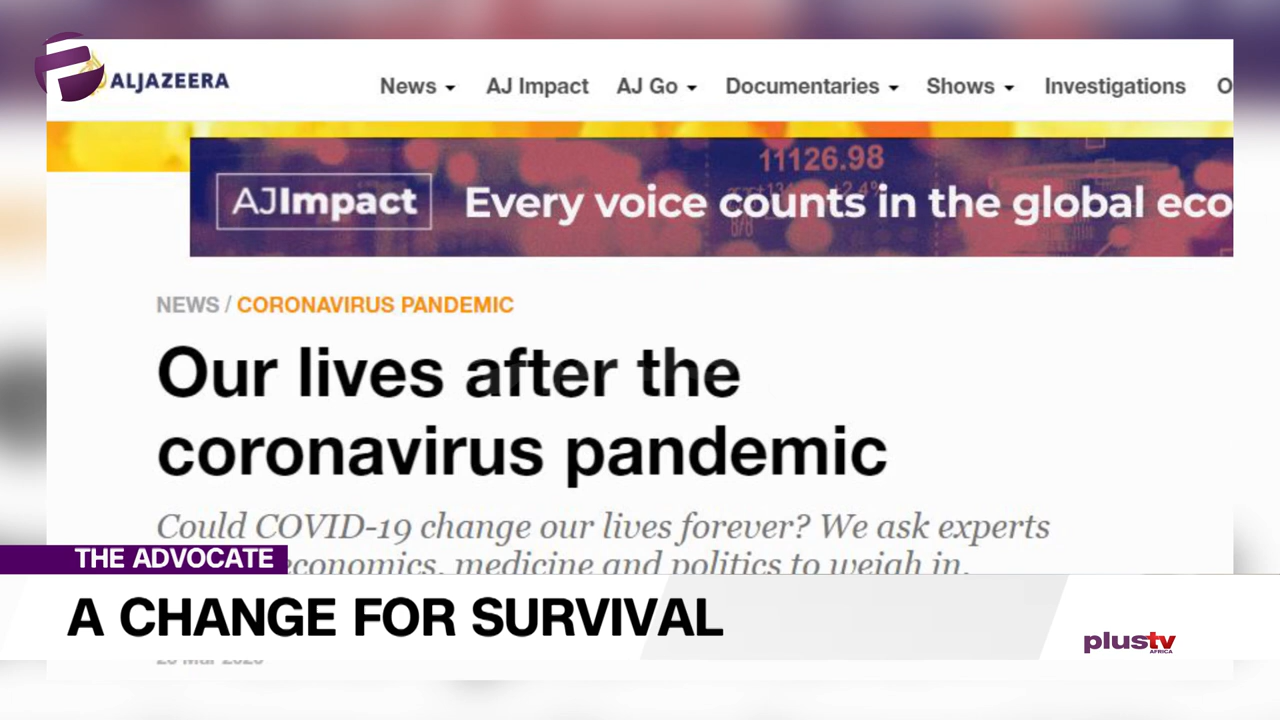 ALJAZEERA
News AJ Impact AJ Go Documentaries Shows Investigations O
11126.98
AJImpact Every voice counts in the global eco
NEWS / CORONAVIRUS PANDEMIC
Our lives after the
coronavirus pandemic
Could COVID-19 change our lives forever? We ask experts
economics, medicine and politics to weigh in.
THE ADVOCATE
A CHANGE FOR SURVIVAL
plustv
AFRICA